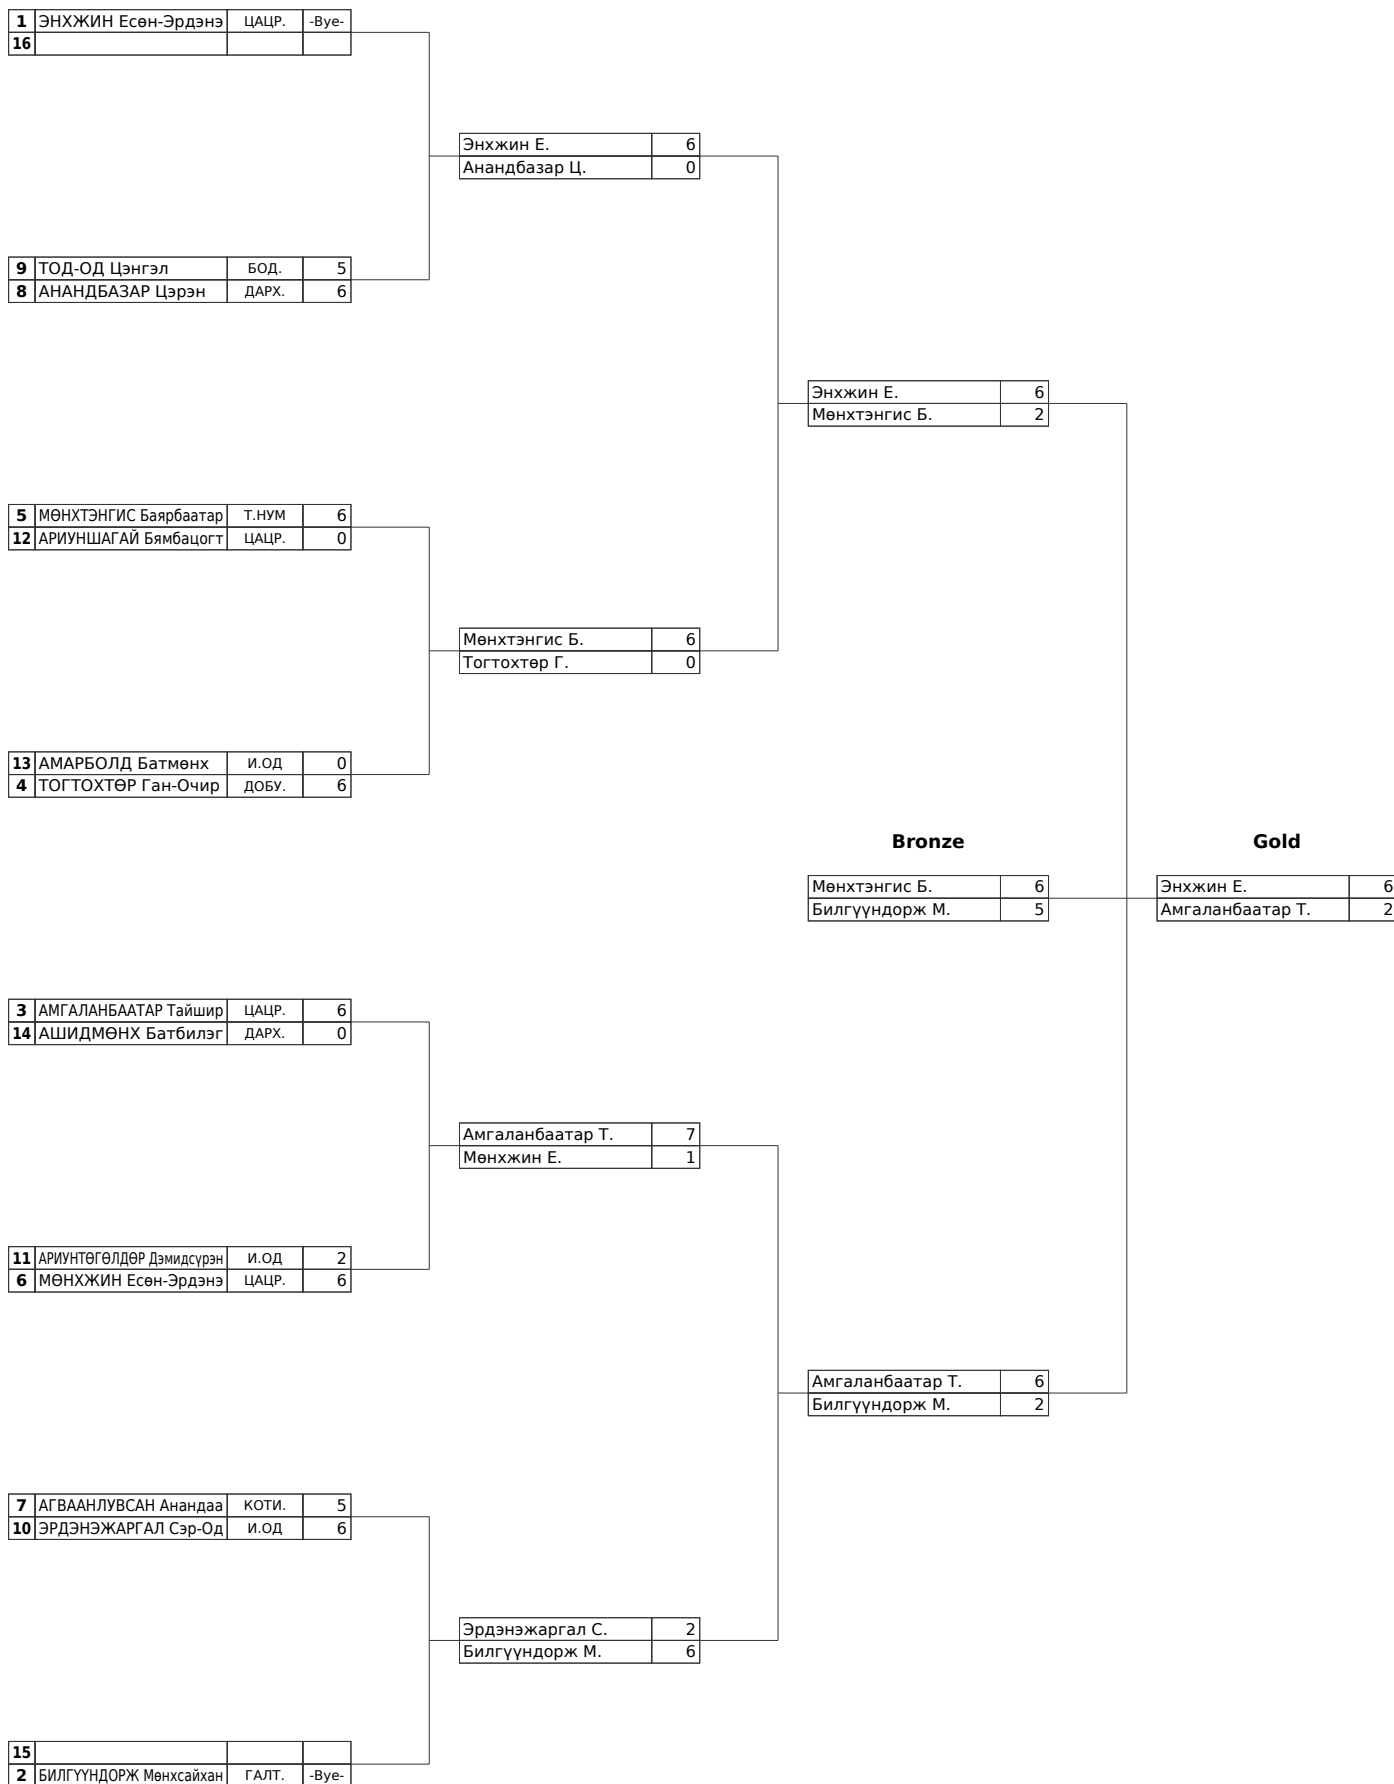 1 ЭНХЖИН Есөн-Эрдэнэ ЦАЦР. -Bye-
16
Энхжин Е. 6
Анандбазар Ц. 0
9 ТОД-ОД Цэнгэл БОД. 5
8 АНАНДБАЗАР Цэрэн ДАРХ. 6
Энхжин Е. 6
Мөнхтэнгис Б. 2
5 МӨНХТЭНГИС Баярбаатар Т.НУМ 6
12 АРИУНШАГАЙ Бямбацогт ЦАЦР. 0
Мөнхтэнгис Б. 6
Тогтохтөр Г. 0
13 АМАРБОЛД Батмөнх И.ОД 0
4 ТОГТОХТӨР Ган-Очир ДОБУ. 6
Bronze Gold
Мөнхтэнгис Б. 6 Энхжин Е. 6
Билгүүндорж М. 5 Амгаланбаатар Т. 2
3 АМГАЛАНБААТАР Тайшир ЦАЦР. 6
14 АШИДМӨНХ Батбилэг ДАРХ. 0
Амгаланбаатар Т. 7
Мөнхжин Е. 1
11 АРИУНТӨГӨЛДӨР Дэмидсүрэн И.ОД 2
6 МӨНХЖИН Есөн-Эрдэнэ ЦАЦР. 6
Амгаланбаатар Т. 6
Билгүүндорж М. 2
7 АГВААНЛУВСАН Анандаа КОТИ. 5
10 ЭРДЭНЭЖАРГАЛ Сэр-Од И.ОД 6
Эрдэнэжаргал С. 2
Билгүүндорж М. 6
15
2 БИЛГҮҮНДОРЖ Мөнхсайхан ГАЛТ. -Bye-